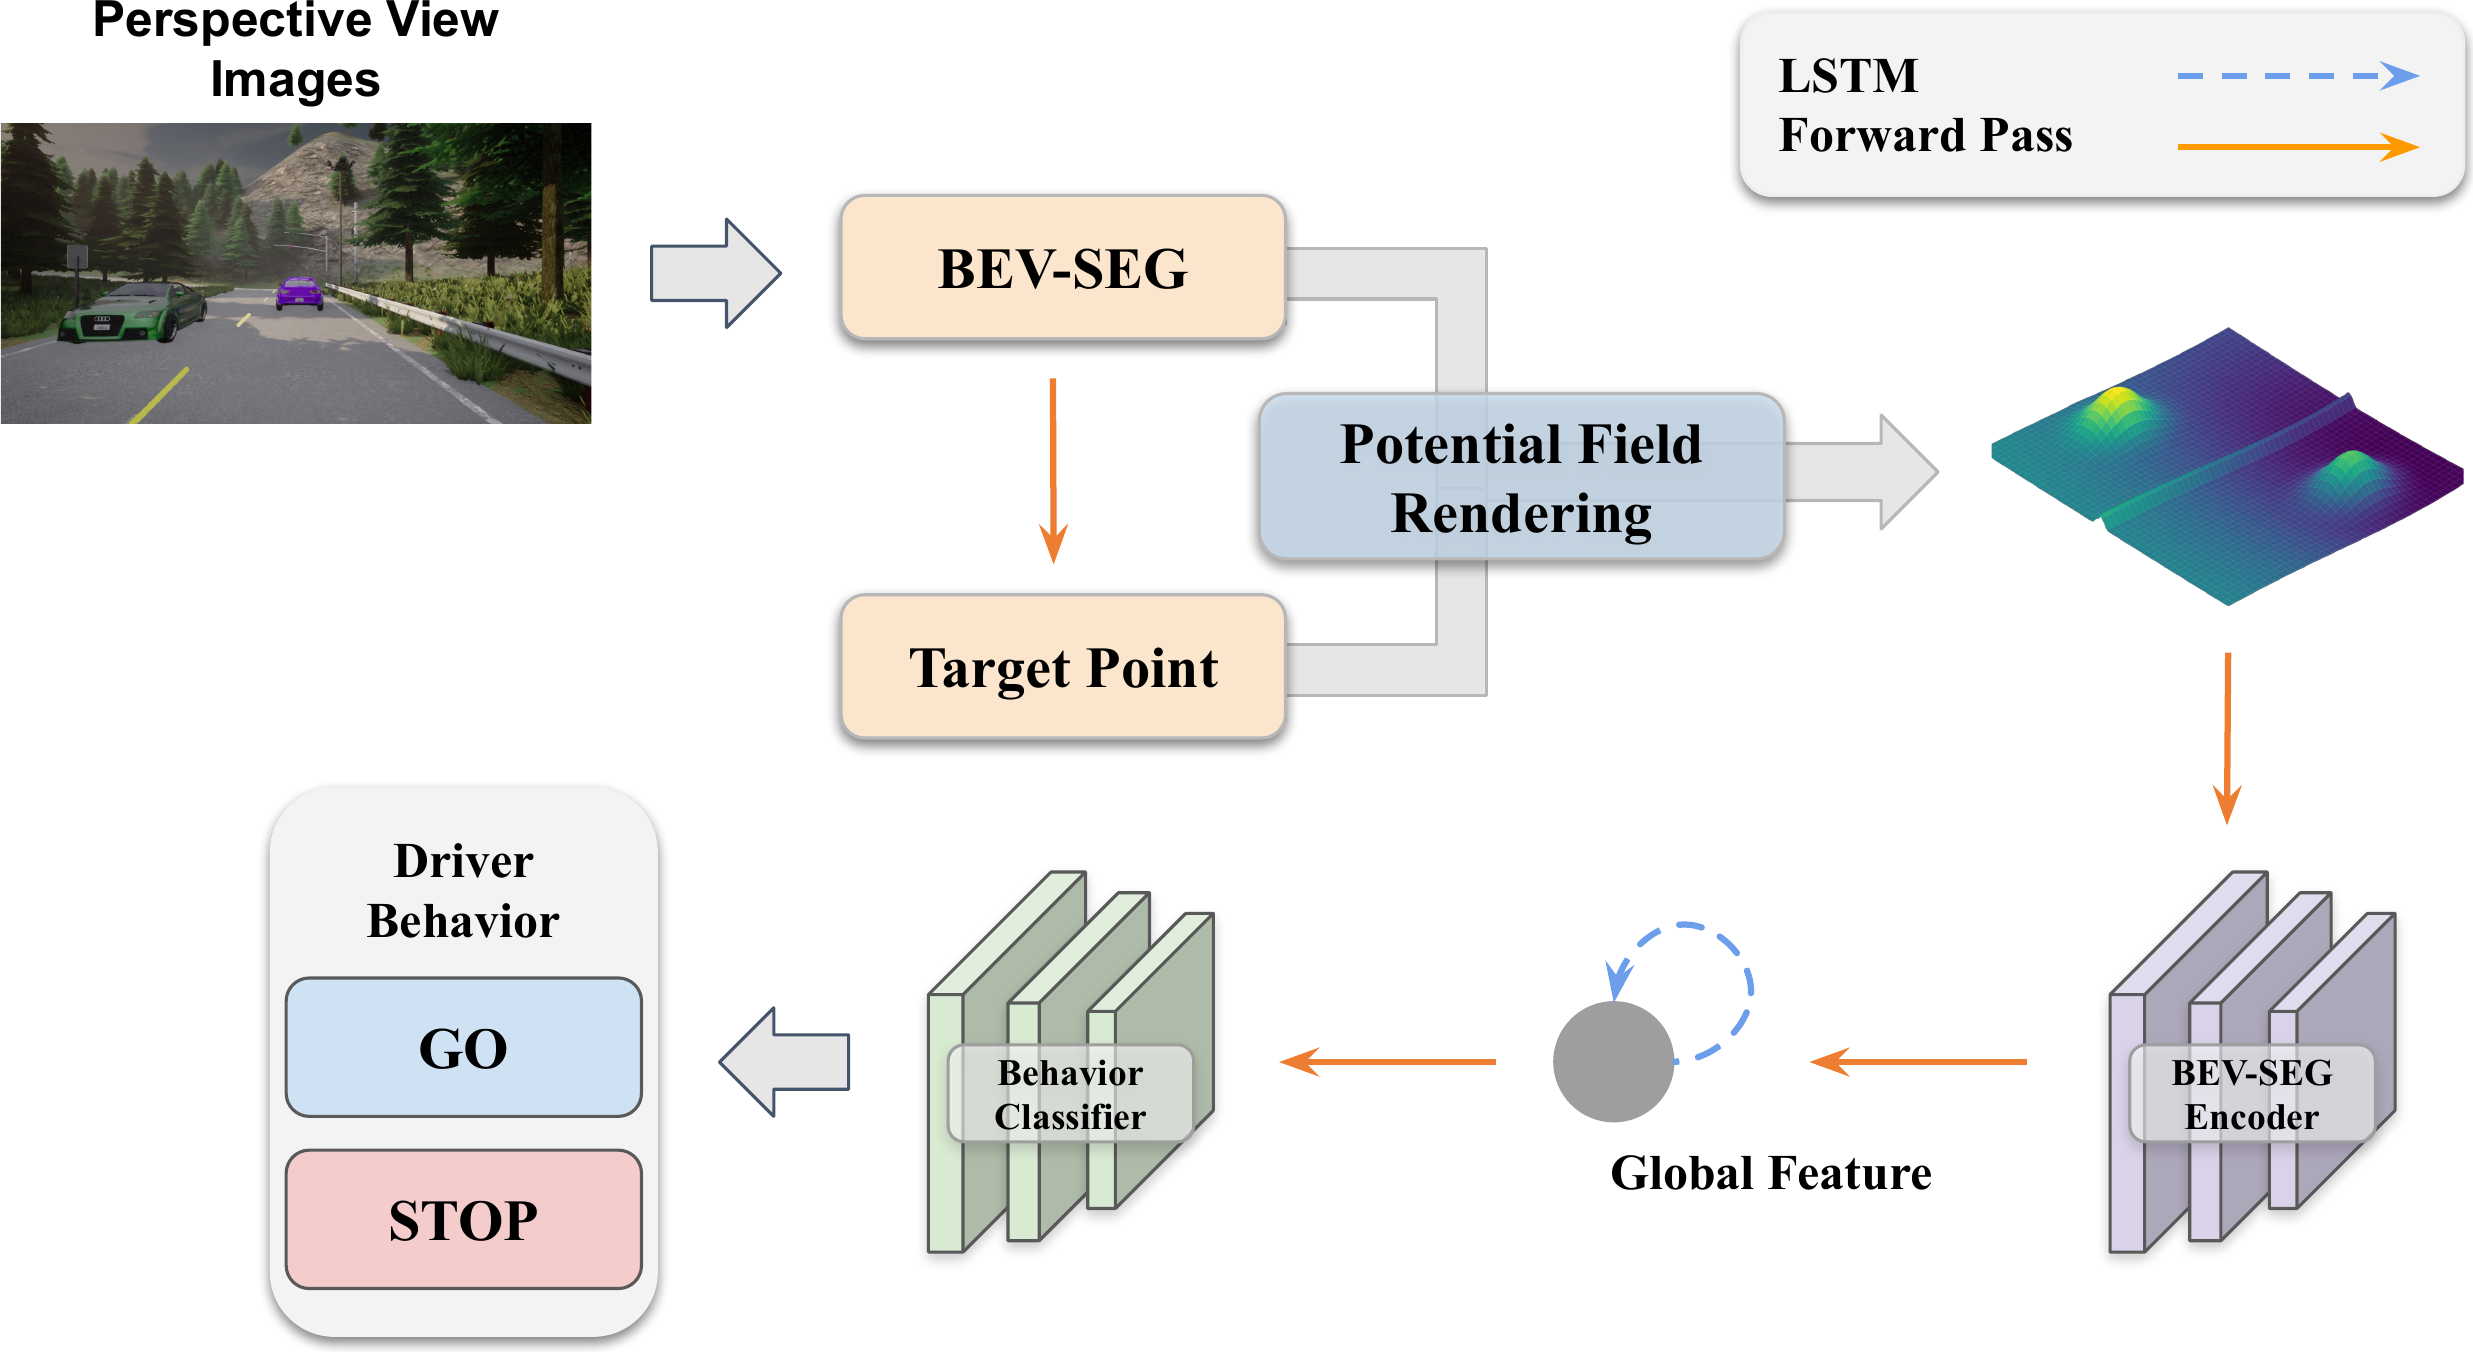 Perspective View
Images
LSTM
Forward Pass
BEV-SEG
Potential Field
Rendering
Target Point
Driver
Behavior
GO
STOP
Behavior
Classifier
Global Feature
BEV-SEG
Encoder